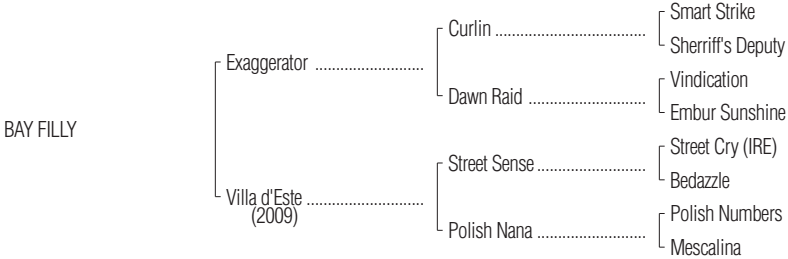 Smart Strike
Curlin ....................................
Sherriff's Deputy
Exaggerator ..........................
Vindication
Dawn Raid ............................
Embur Sunshine
BAY FILLY
Street Cry (IRE)
Street Sense ..........................
Bedazzle
Villa d'Este ............................
(2009)
Polish Numbers
Polish Nana ..........................
Mescalina